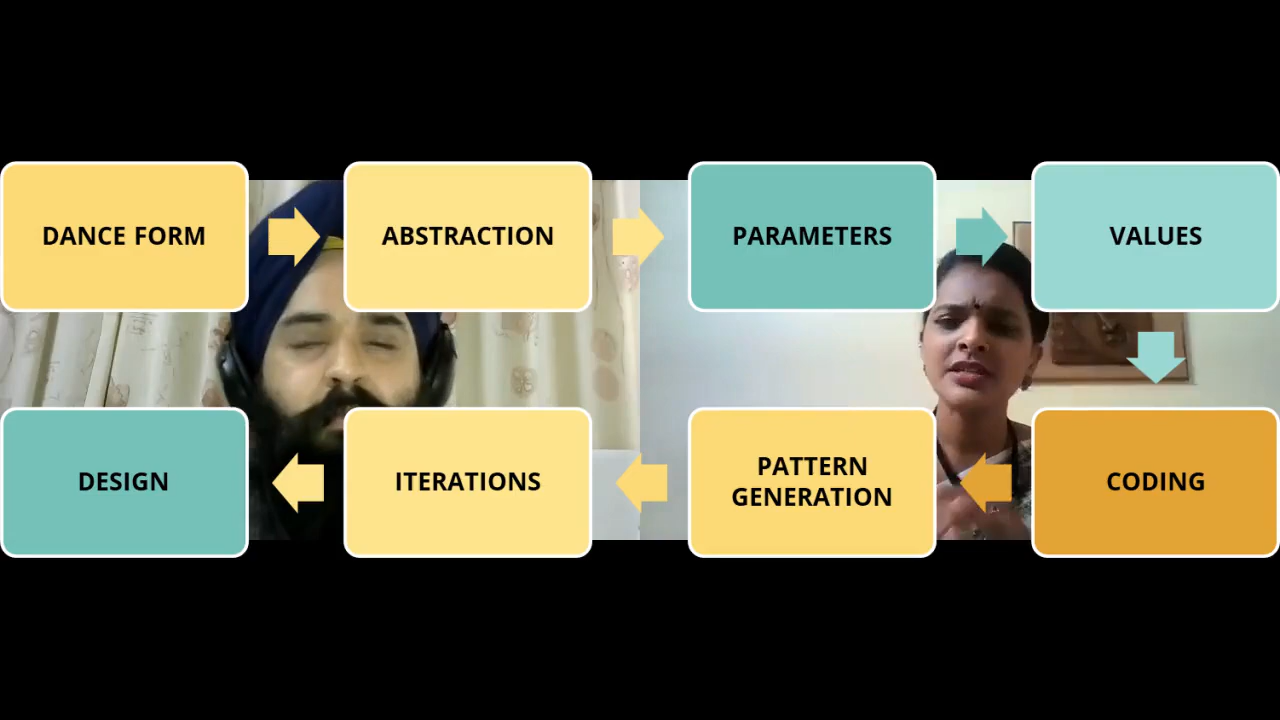 DANCE FORM
ABSTRACTION
PARAMETERS
VALUES
DESIGN
ITERATIONS
PATTERN
GENERATION
CODING